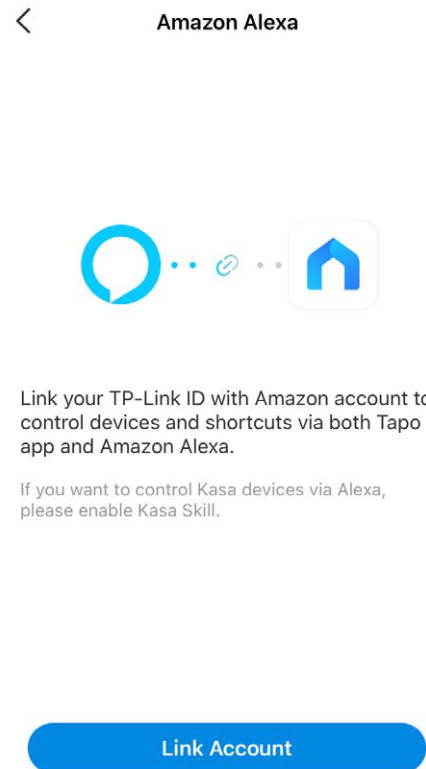 Amazon Alexa
Link your TP-Link ID with Amazon account to
control devices and shortcuts via both Tapo
app and Amazon Alexa.
If you want to control Kasa devices via Alexa,
please enable Kasa Skill.
Link Account